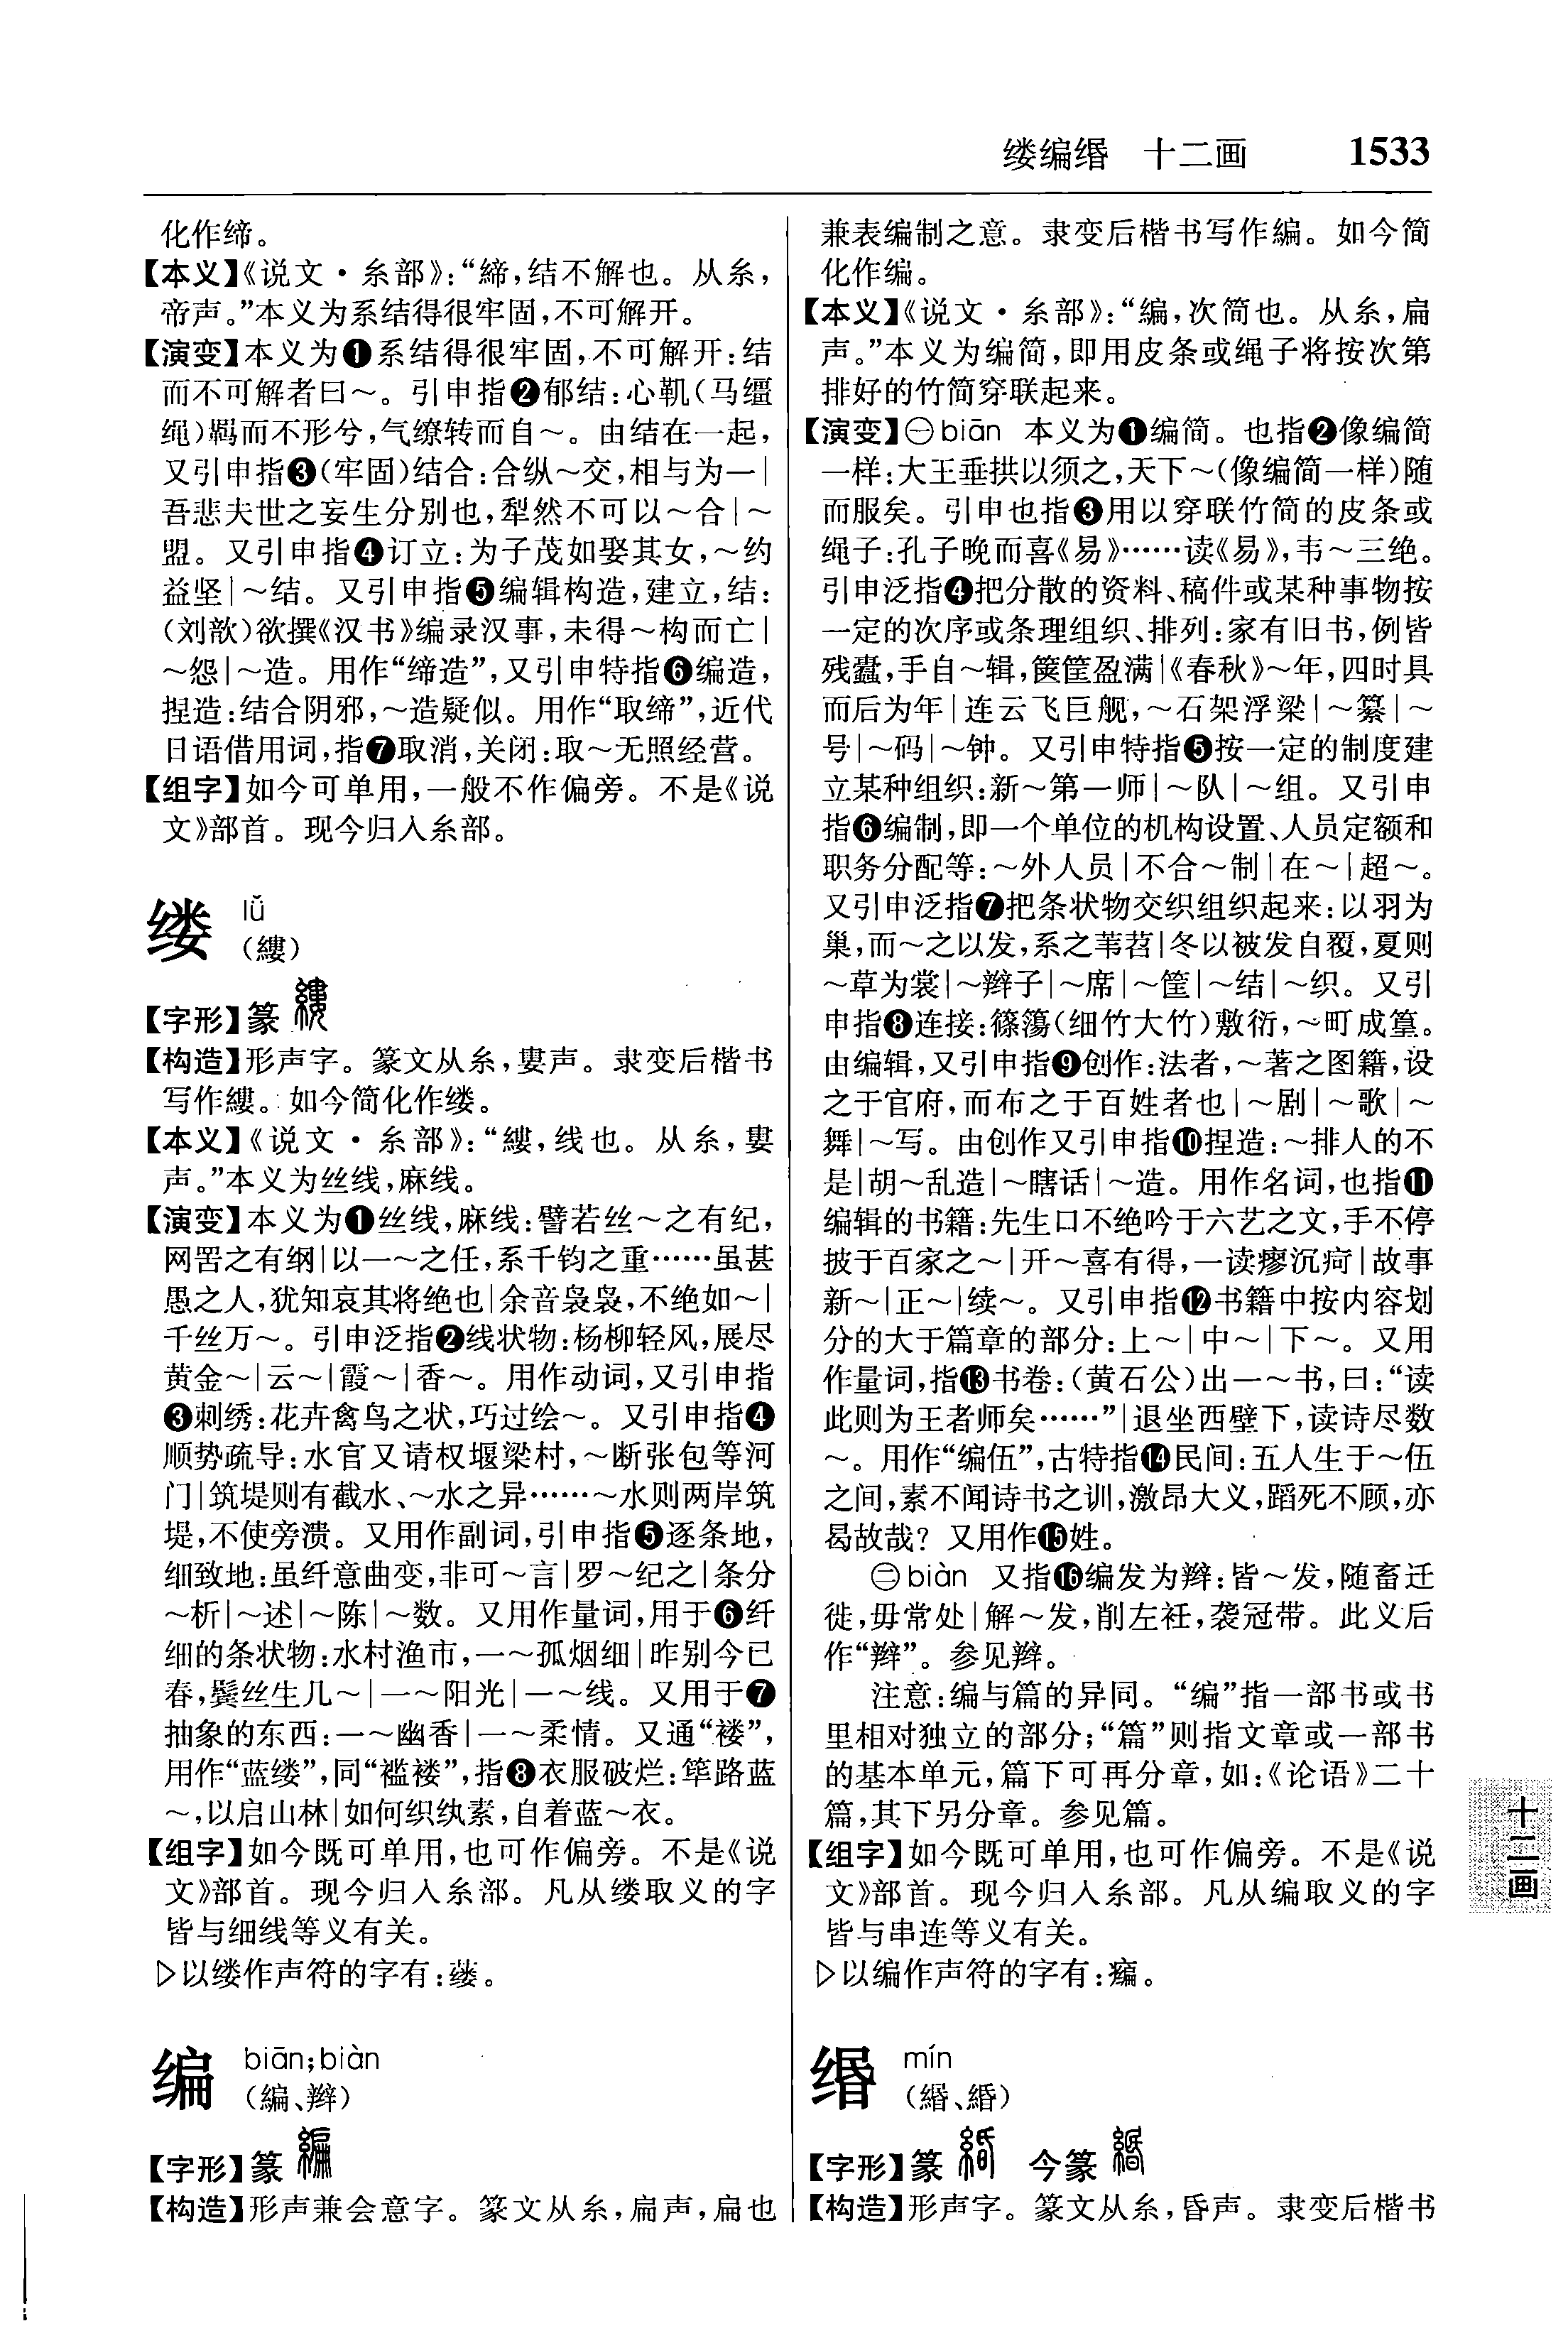 缕编缗 十二画 1533
化作缔。
【本义】《说文·糸部》：“締，结不解也。从糸，
帝声。”本义为系结得很牢固，不可解开。
【演变】本义为❶系结得很牢固，不可解开：结
而不可解者曰～。引申指❷郁结：心靰（马缰
绳）羁而不形兮，气缭转而自～。由结在一起，
又引申指❸（牢固）结合：合纵～交，相与为一|
吾悲夫世之妄生分别也，犁然不可以～合|～
盟。又引申指❹订立：为子茂如娶其女，～约
益坚|～结。又引申指❺编辑构造，建立，结：
（刘歆）欲撰《汉书》编录汉事，未得～构而亡|
～怨|～造。用作“缔造”，又引申特指❻编造，
捏造：结合阴邪，～造疑似。用作“取缔”，近代
日语借用词，指❼取消，关闭：取～无照经营。
【组字】如今可单用，一般不作偏旁。不是《说
文》部首。现今归入糸部。
缕 lǚ
（縷）
【字形】篆
【构造】形声字。篆文从糸，婁声。隶变后楷书
写作縷。如今简化作缕。
【本义】《说文·糸部》：“縷，线也。从糸，婁
声。”本义为丝线，麻线。
【演变】本义为❶丝线，麻线：譬若丝～之有纪，
网罟之有纲|以一～之任，系千钧之重……虽甚
愚之人，犹知哀其将绝也|余音袅袅，不绝如～|
千丝万～。引申泛指❷线状物：杨柳轻风，展尽
黄金～|云～|霞～|香～。用作动词，又引申指
❸刺绣：花卉禽鸟之状，巧过绘～。又引申指❹
顺势疏导：水官又请权堰梁村，～断张包等河
门|筑堤则有截水、～水之异……～水则两岸筑
堤，不使旁溃。又用作副词，引申指❺逐条地，
细致地：虽纤意曲变，非可～言|罗～纪之|条分
～析|～述|～陈|～数。又用作量词，用于❻纤
细的条状物：水村渔市，一～孤烟细|昨别今已
春，鬓丝生几～|一～阳光|一～线。又用于❼
抽象的东西：一～幽香|一～柔情。又通“褛”，
用作“蓝缕”，同“褴褛”，指❽衣服破烂：筚路蓝
～，以启山林|如何织纨素，自着蓝～衣。
【组字】如今既可单用，也可作偏旁。不是《说
文》部首。现今归入糸部。凡从缕取义的字
皆与细线等义有关。
▷以缕作声符的字有：藌。
编 biān；biàn
（編、辫）
【字形】篆
【构造】形声兼会意字。篆文从糸，扁声，扁也
兼表编制之意。隶变后楷书写作編。如今简
化作编。
【本义】《说文·糸部》：“編，次简也。从糸，扁
声。”本义为编简，即用皮条或绳子将按次第
排好的竹简穿联起来。
【演变】㊀biān 本义为❶编简。也指❷像编简
一样：大王垂拱以须之，天下～（像编简一样）随
而服矣。引申也指❸用以穿联竹简的皮条或
绳子：孔子晚而喜《易》……读《易》，韦～三绝。
引申泛指❹把分散的资料、稿件或某种事物按
一定的次序或条理组织、排列：家有旧书，例皆
残蠹，手自～辑，箧筐盈满|《春秋》～年，四时具
而后为年|连云飞巨舰，～石架浮梁|～纂|～
号|～码|～钟。又引申特指❺按一定的制度建
立某种组织：新～第一师|～队|～组。又引申
指❻编制，即一个单位的机构设置、人员定额和
职务分配等：～外人员|不合～制|在～|超～。
又引申泛指❼把条状物交织组织起来：以羽为
巢，而～之以发，系之苇苕|冬以被发自覆，夏则
～草为裳|～辫子|～席|～筐|～结|～织。又引
申指❽连接：篠簜（细竹大竹）敷衍，～町成篁。
由编辑，又引申指❾创作：法者，～著之图籍，设
之于官府，而布之于百姓者也|～剧|～歌|～
舞|～写。由创作又引申指❿捏造：～排人的不
是|胡～乱造|～瞎话|～造。用作名词，也指⓫
编辑的书籍：先生口不绝吟于六艺之文，手不停
披于百家之～|开～喜有得，一读瘳沉疴|故事
新～|正～|续～。又引申指⓬书籍中按内容划
分的大于篇章的部分：上～|中～|下～。又用
作量词，指⓭书卷：（黄石公）出一～书，曰：“读
此则为王者师矣……”|退坐西壁下，读诗尽数
～。用作“编伍”，古特指⓮民间：五人生于～伍
之间，素不闻诗书之训，激昂大义，蹈死不顾，亦
曷故哉？又用作⓯姓。
㊁biàn 又指⓰编发为辫：皆～发，随畜迁
徙，毋常处|解～发，削左衽，袭冠带。此义后
作“辫”。参见辫。
注意：编与篇的异同。“编”指一部书或书
里相对独立的部分；“篇”则指文章或一部书
的基本单元，篇下可再分章，如：《论语》二十
篇，其下另分章。参见篇。
【组字】如今既可单用，也可作偏旁。不是《说
文》部首。现今归入糸部。凡从编取义的字
皆与串连等义有关。
▷以编作声符的字有：㾫。
缗 mín
（緡、緍）
【字形】篆 今篆
【构造】形声字。篆文从糸，昏声。隶变后楷书
十二画